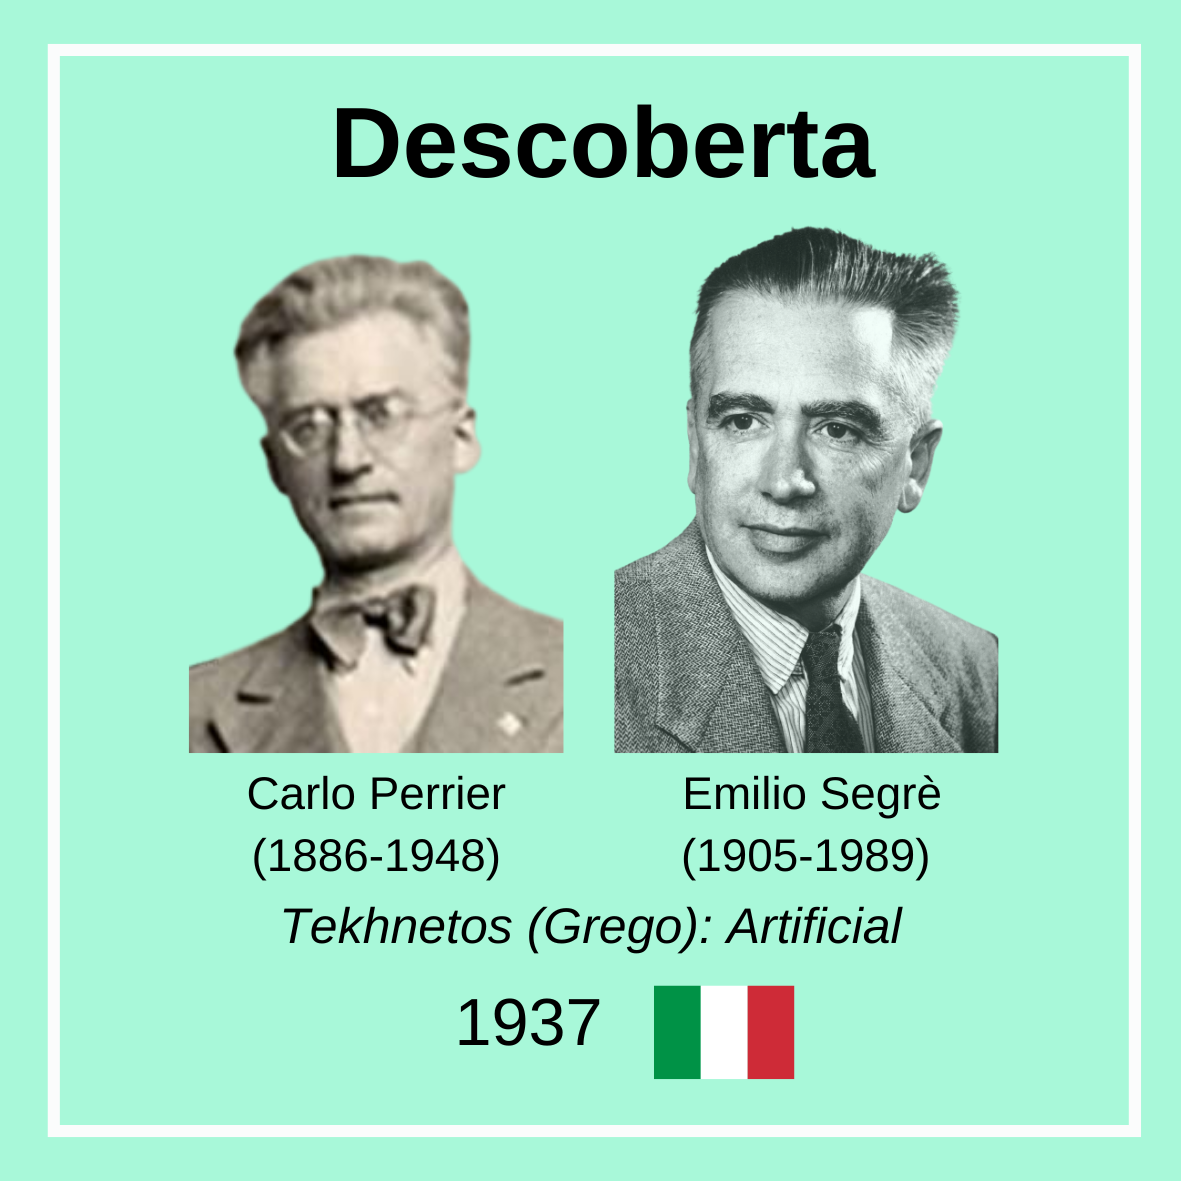 Descoberta
Carlo Perrier
Emilio Segrè
(1886-1948)
(1905-1989)
Tekhnetos (Grego): Artificial
1937